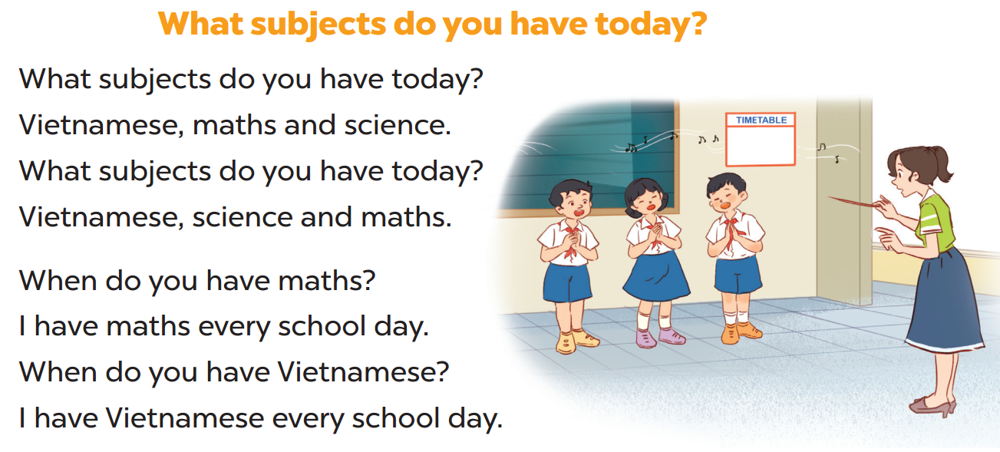 What subjects do you have today?
What subjects do you have today?
Vietnamese, maths and science.
What subjects do you have today?
Vietnamese, science and maths.
When do you have maths?
I have maths every school day.
When do you have Vietnamese?
I have Vietnamese every school day.
TIMETABLE